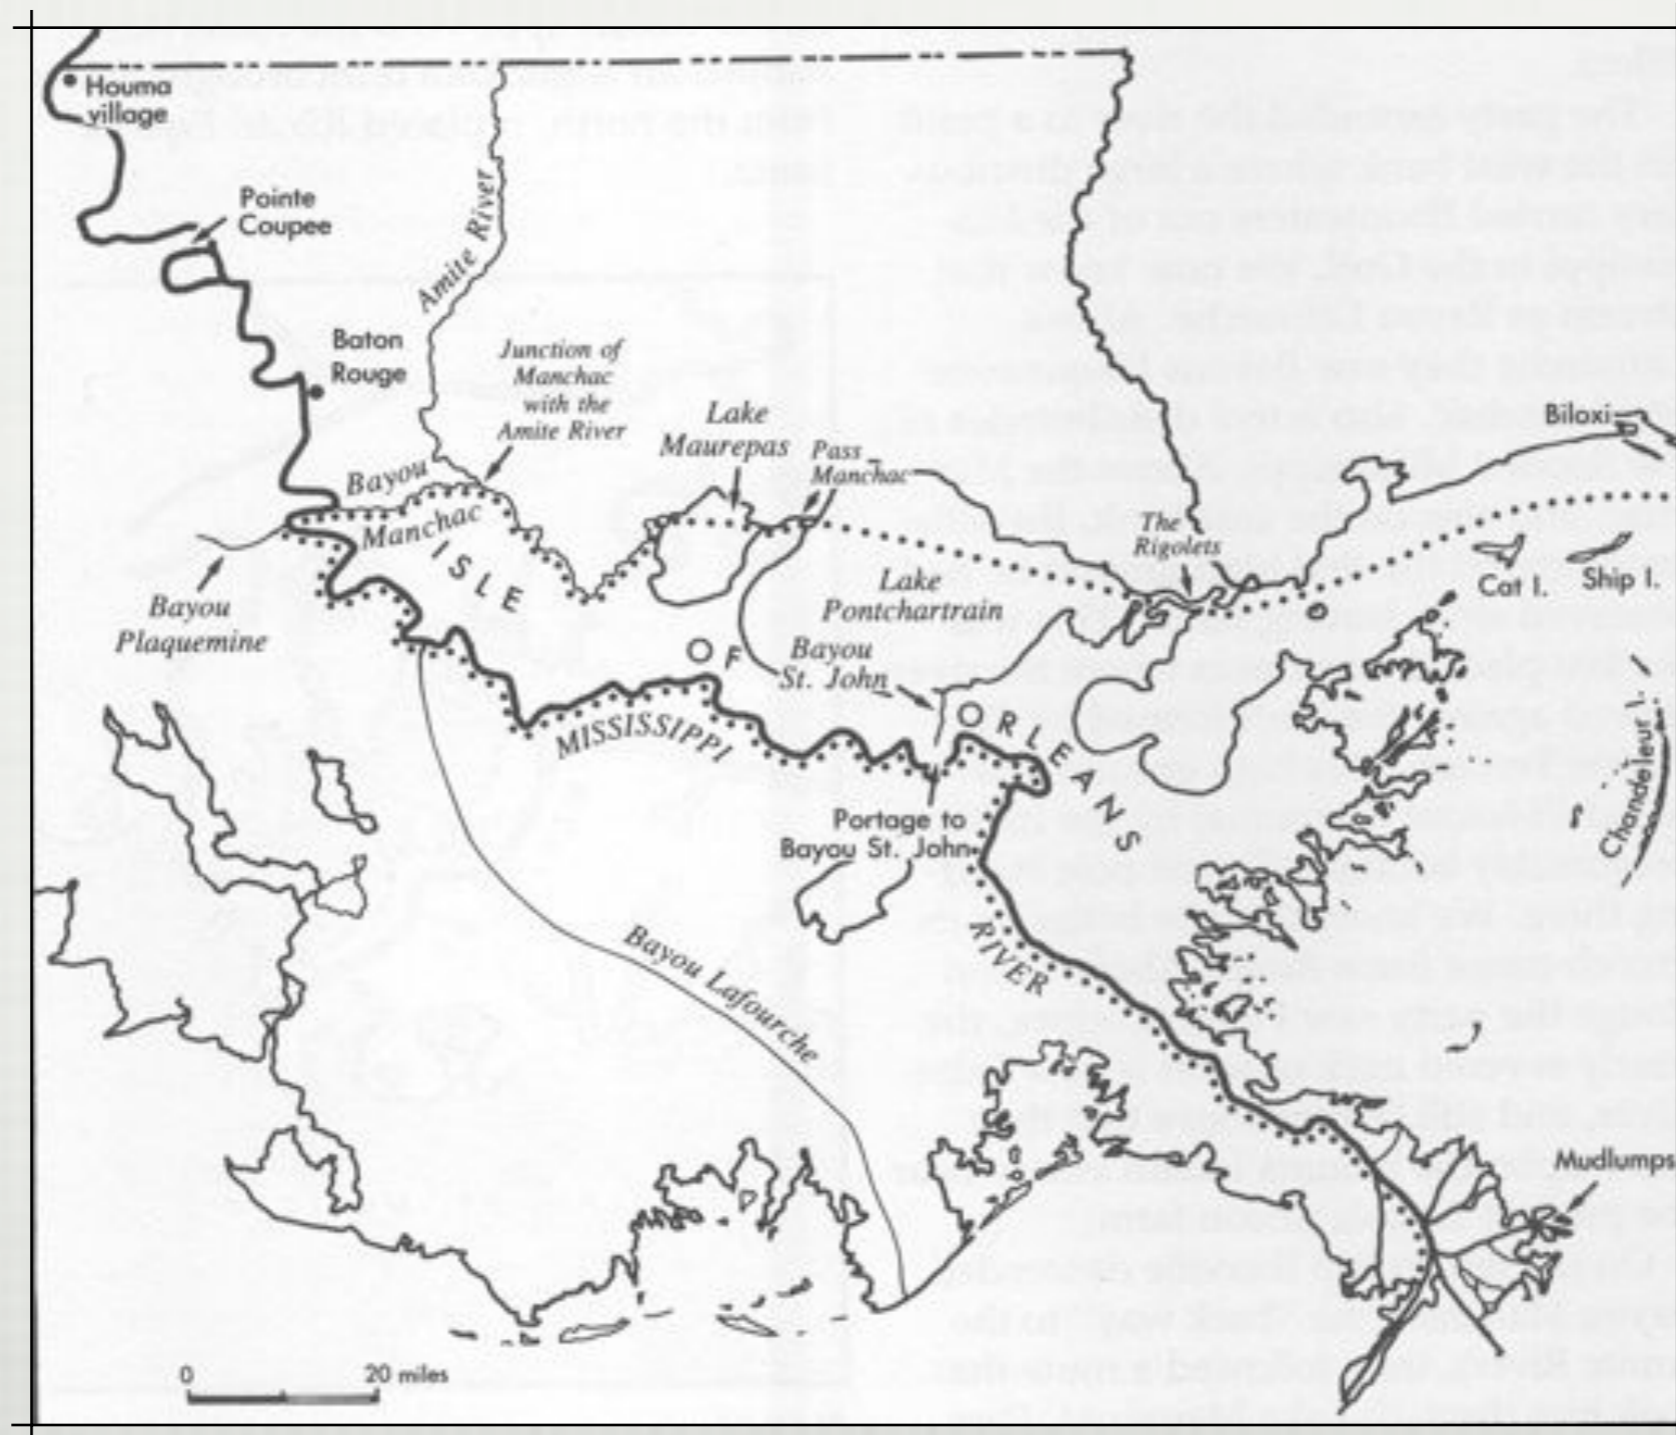 Houma
village
Pointe
Coupee
Amite River
Baton
Rouge
Junction of
Manchac
with the
Amite River
Lake
Maurepas
Pass
Manchac
Biloxi
Bayou
Manchac
The
Rigolets
Lake
Pontchartrain
Cat I.
Ship I.
Bayou
Plaquemine
Bayou
St. John
ISLE
OF
ORLEANS
MISSISSIPPI
RIVER
Portage to
Bayou St. John
Chandeleur I.
Bayou Lafourche
Mudlumps
0 20 miles